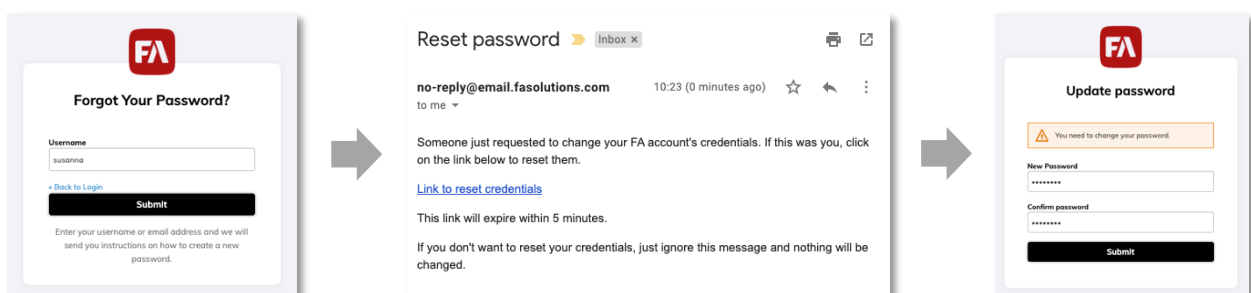 FA
Forgot Your Password?
Username
susanna
« Back to Login
Submit
Enter your username or email address and we will
send you instructions on how to create a new
password.
Reset password
Inbox ×
no-reply@email.fasolutions.com
10:23 (0 minutes ago)
to me
Someone just requested to change your FA account's credentials. If this was you, click
on the link below to reset them.
Link to reset credentials
This link will expire within 5 minutes.
If you don't want to reset your credentials, just ignore this message and nothing will be
changed.
FA
Update password
You need to change your password.
New Password
••••••••
Confirm password
••••••••
Submit